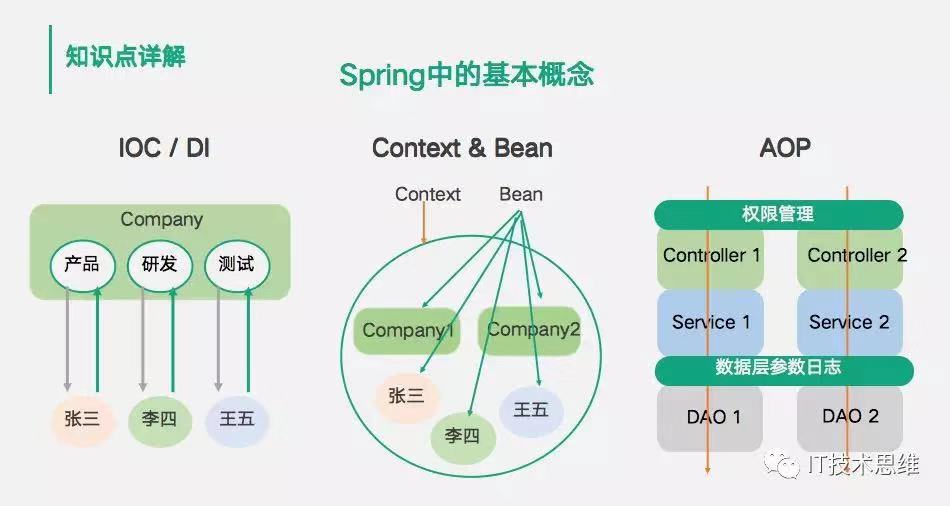 知识点详解
Spring中的基本概念
IOC / DI
Company
产品
研发
测试
张三
李四
王五
Context & Bean
Context
Bean
Company1
Company2
张三
李四
王五
AOP
权限管理
Controller 1
Controller 2
Service 1
Service 2
数据层参数日志
DAO 1
DAO 2
IT技术思维